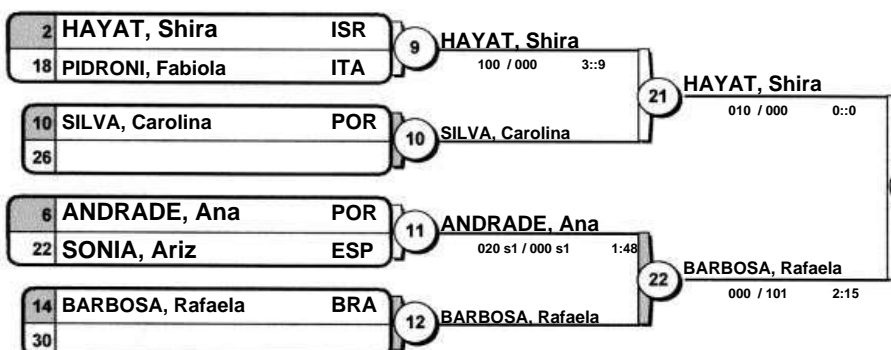 2 HAYAT, Shira ISR
18 PIDRONI, Fabiola ITA
9 HAYAT, Shira
100 / 000 3::9
10 SILVA, Carolina POR
26
10 SILVA, Carolina
21 HAYAT, Shira
010 / 000 0::0
6 ANDRADE, Ana POR
22 SONIA, Ariz ESP
11 ANDRADE, Ana
020 s1 / 000 s1 1:48
14 BARBOSA, Rafaela BRA
30
12 BARBOSA, Rafaela
22 BARBOSA, Rafaela
000 / 101 2:15